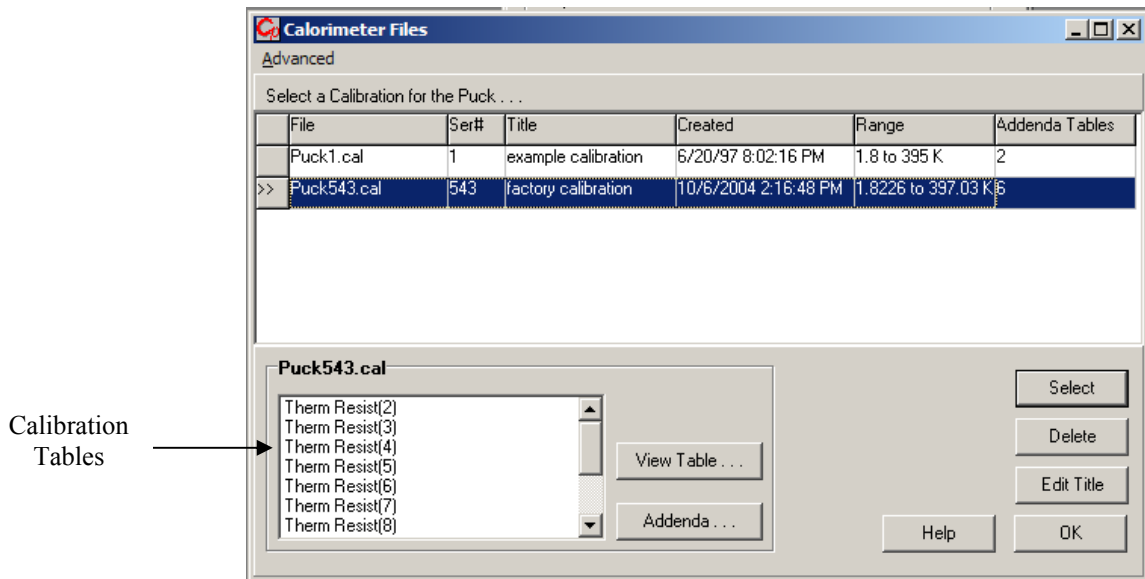 Calorimeter Files
Advanced
Select a Calibration for the Puck . . .
File Ser# Title Created Range Addenda Tables
Puck1.cal 1 example calibration 6/20/97 8:02:16 PM 1.8 to 395 K 2
>> Puck543.cal 543 factory calibration 10/6/2004 2:16:48 PM 1.8226 to 397.03 K 6
Puck543.cal
Therm Resist(2)
Therm Resist(3)
Therm Resist(4)
Therm Resist(5)
Therm Resist(6)
Therm Resist(7)
Therm Resist(8)
Calibration
Tables
View Table . . .
Addenda . . .
Select
Delete
Edit Title
Help
OK